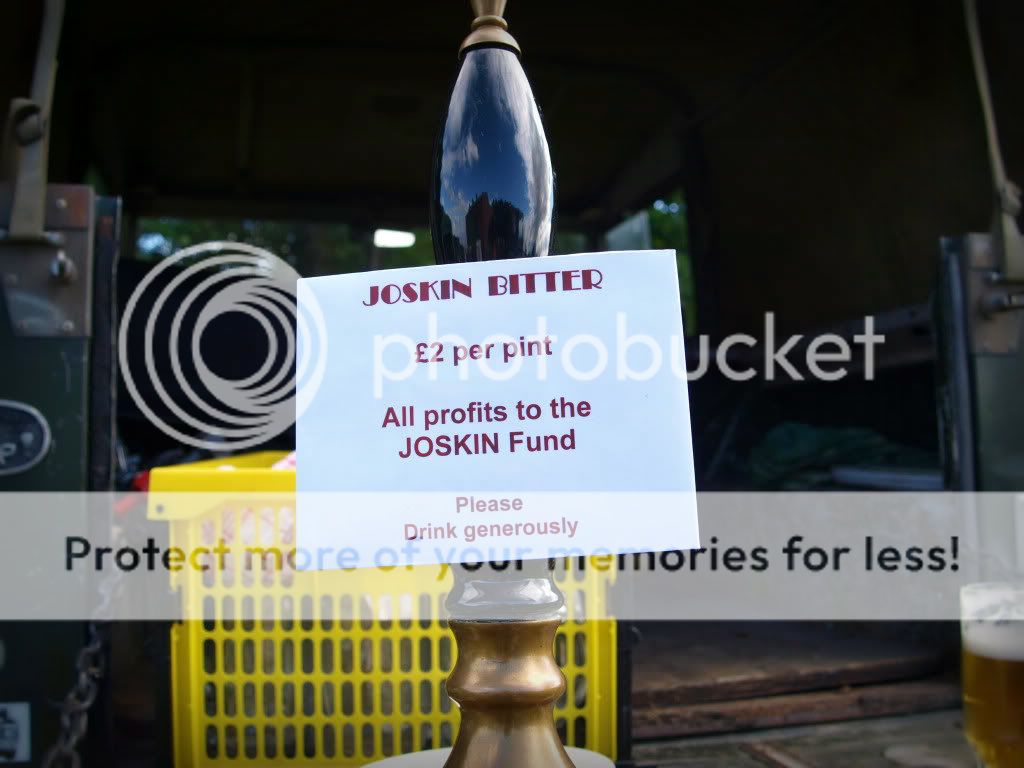 JOSKIN BITTER
£2 per pint
photobucket
All profits to the
JOSKIN Fund
Please
Drink generously
Protect more of your memories for less!